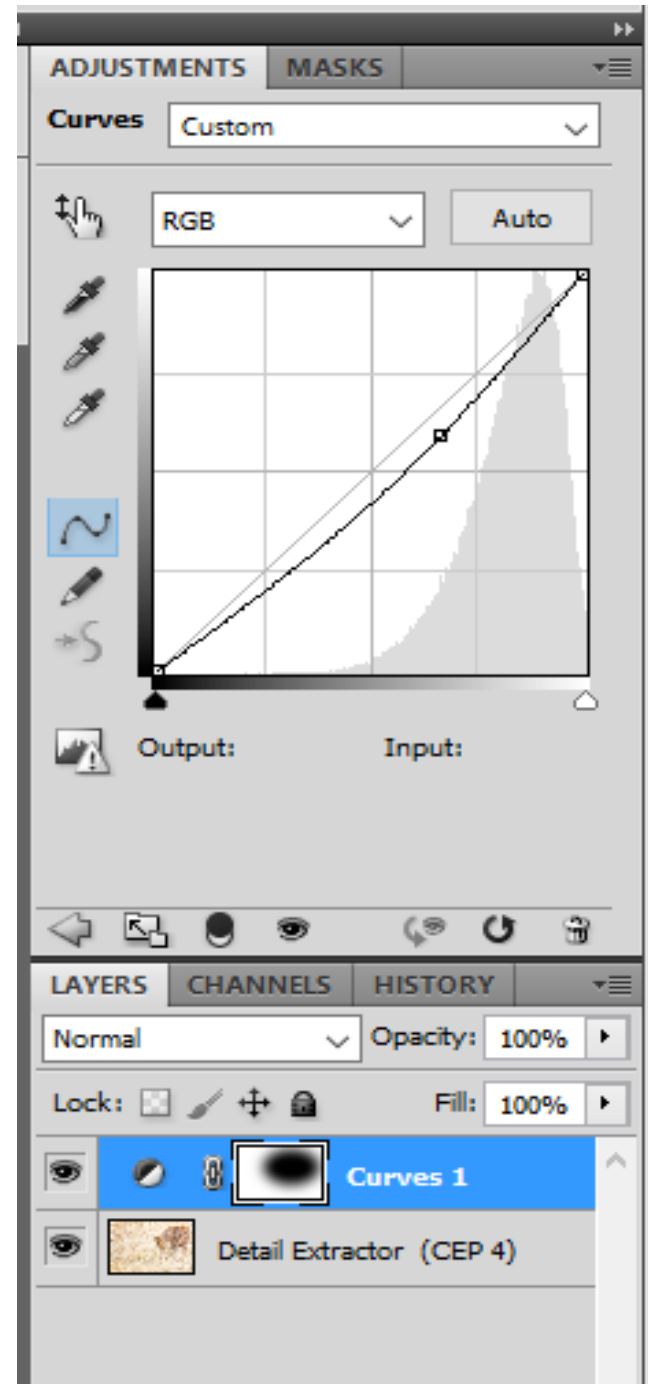 ADJUSTMENTS MASKS
Curves Custom
RGB Auto
Output: Input:
LAYERS CHANNELS HISTORY
Normal Opacity: 100%
Lock: Fill: 100%
Curves 1
Detail Extractor (CEP 4)